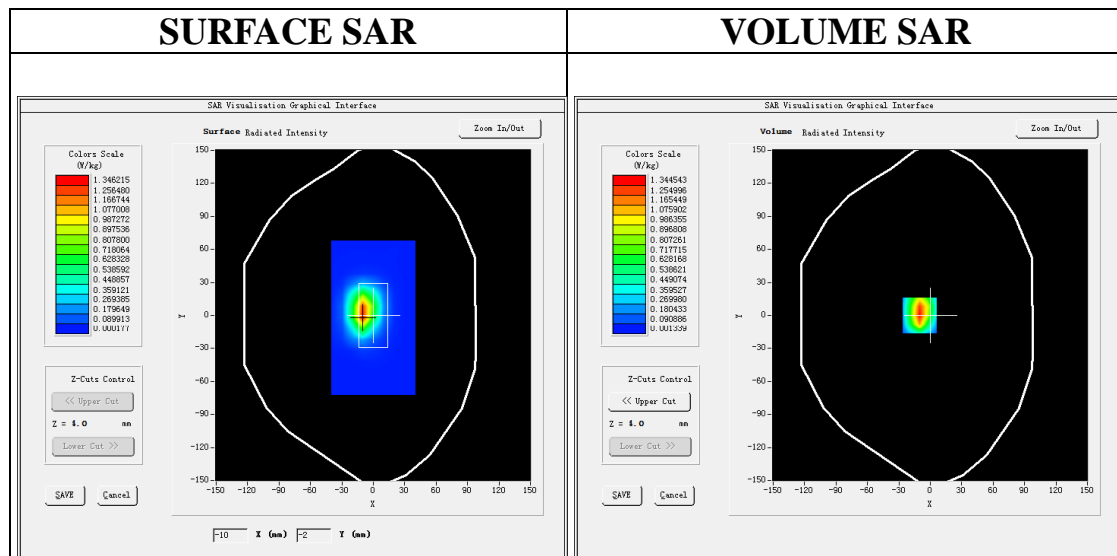 SURFACE SAR
VOLUME SAR
SAR Visualisation Graphical Interface
Surface Radiated Intensity
Zoom In/Out
Colors Scale
(W/kg)
1.346215
1.256480
1.166744
1.077008
0.987272
0.897536
0.807800
0.718064
0.628328
0.538592
0.448857
0.359121
0.269385
0.179649
0.089913
0.000177
Z-Cuts Control
<< Upper Cut
Z = 4.0 mm
Lower Cut >>
SAVE
Cancel
150
120
90
60
30
0
-30
-60
-90
-120
-150
Y
-150 -120 -90 -60 -30 0 30 60 90 120 150
X
-10 X (mm) -2 Y (mm)
SAR Visualisation Graphical Interface
Volume Radiated Intensity
Zoom In/Out
Colors Scale
(W/kg)
1.344543
1.254996
1.165449
1.075902
0.986355
0.896808
0.807261
0.717715
0.628168
0.538621
0.449074
0.359527
0.269980
0.180433
0.090886
0.001339
Z-Cuts Control
<< Upper Cut
Z = 4.0 mm
Lower Cut >>
SAVE
Cancel
150
120
90
60
30
0
-30
-60
-90
-120
-150
Y
-150 -120 -90 -60 -30 0 30 60 90 120 150
X